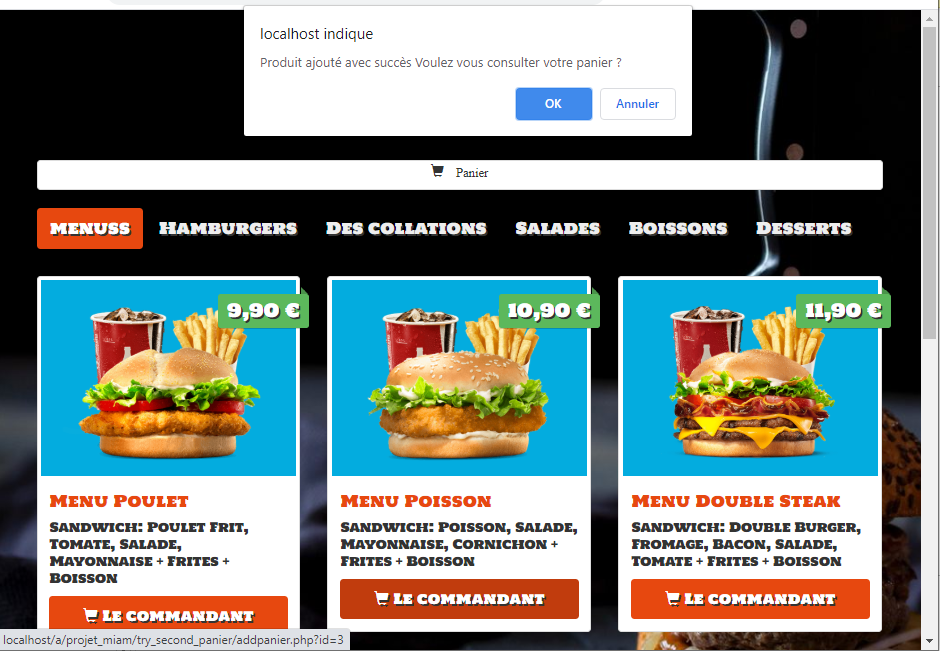 localhost indique
Produit ajouté avec succès Voulez vous consulter votre panier ?
OK
Annuler
Panier
MENUSS
HAMBURGERS
DES COLLATIONS
SALADES
BOISSONS
DESSERTS
9,90 €
10,90 €
11,90 €
MENU POULET
SANDWICH: POULET FRIT,
TOMATE, SALADE,
MAYONNAISE + FRITES +
BOISSON
LE COMMANDANT
MENU POISSON
SANDWICH: POISSON, SALADE,
MAYONNAISE, CORNICHON +
FRITES + BOISSON
LE COMMANDANT
MENU DOUBLE STEAK
SANDWICH: DOUBLE BURGER,
FROMAGE, BACON, SALADE,
TOMATE + FRITES + BOISSON
LE COMMANDANT
localhost/a/projet_miam/try_second_panier/addpanier.php?id=3